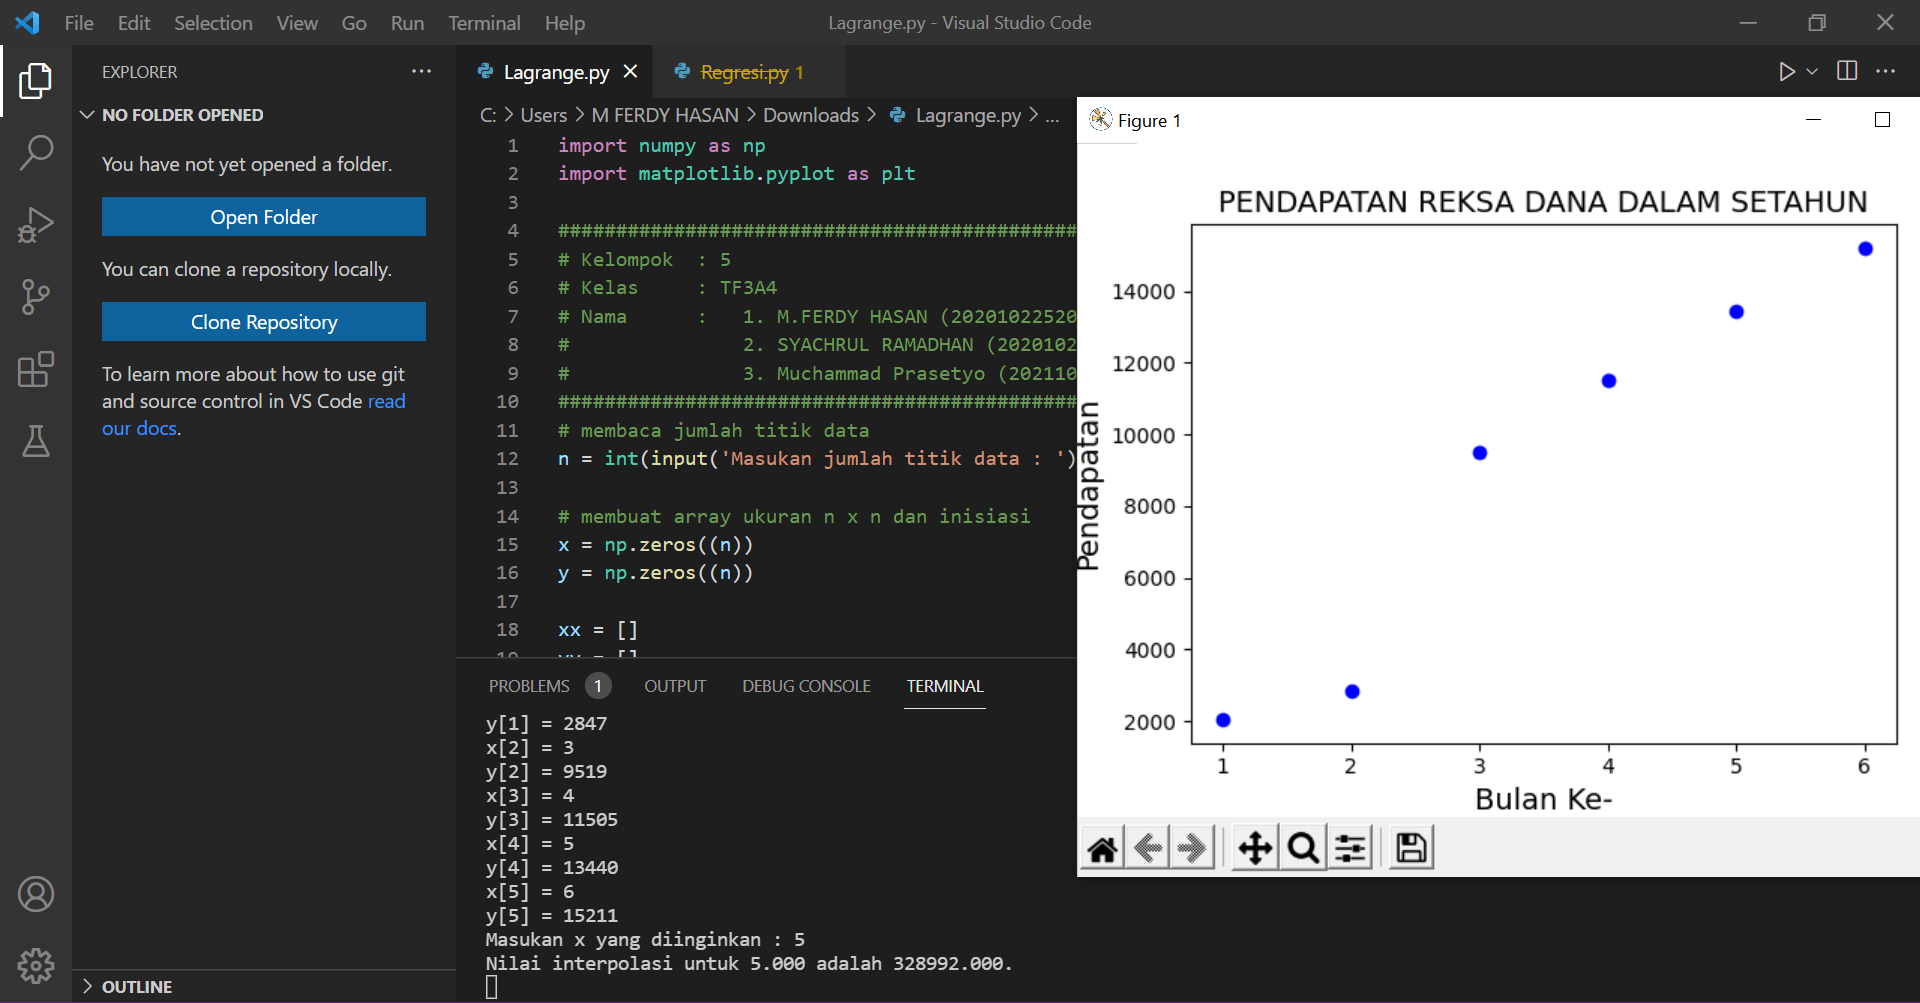 File Edit Selection View Go Run Terminal Help
Lagrange.py - Visual Studio Code
EXPLORER
NO FOLDER OPENED
You have not yet opened a folder.
Open Folder
You can clone a repository locally.
Clone Repository
To learn more about how to use git
and source control in VS Code read
our docs.
OUTLINE
Lagrange.py
Regresi.py 1
C: > Users > M FERDY HASAN > Downloads > Lagrange.py > ...
1 import numpy as np
2 import matplotlib.pyplot as plt
3
4 #############################################
5 # Kelompok : 5
6 # Kelas : TF3A4
7 # Nama : 1. M.FERDY HASAN (20201022520
8 # 2. SYACHRUL RAMADHAN (2020102
9 # 3. Muchammad Prasetyo (202110
10 #############################################
11 # membaca jumlah titik data
12 n = int(input('Masukan jumlah titik data : ')
13
14 # membuat array ukuran n x n dan inisiasi
15 x = np.zeros((n))
16 y = np.zeros((n))
17
18 xx = []
PROBLEMS 1 OUTPUT DEBUG CONSOLE TERMINAL
y[1] = 2847
x[2] = 3
y[2] = 9519
x[3] = 4
y[3] = 11505
x[4] = 5
y[4] = 13440
x[5] = 6
y[5] = 15211
Masukan x yang diinginkan : 5
Nilai interpolasi untuk 5.000 adalah 328992.000.
Figure 1
PENDAPATAN REKSA DANA DALAM SETAHUN
14000
12000
10000
8000
6000
4000
2000
Pendapatan
1 2 3 4 5 6
Bulan Ke-